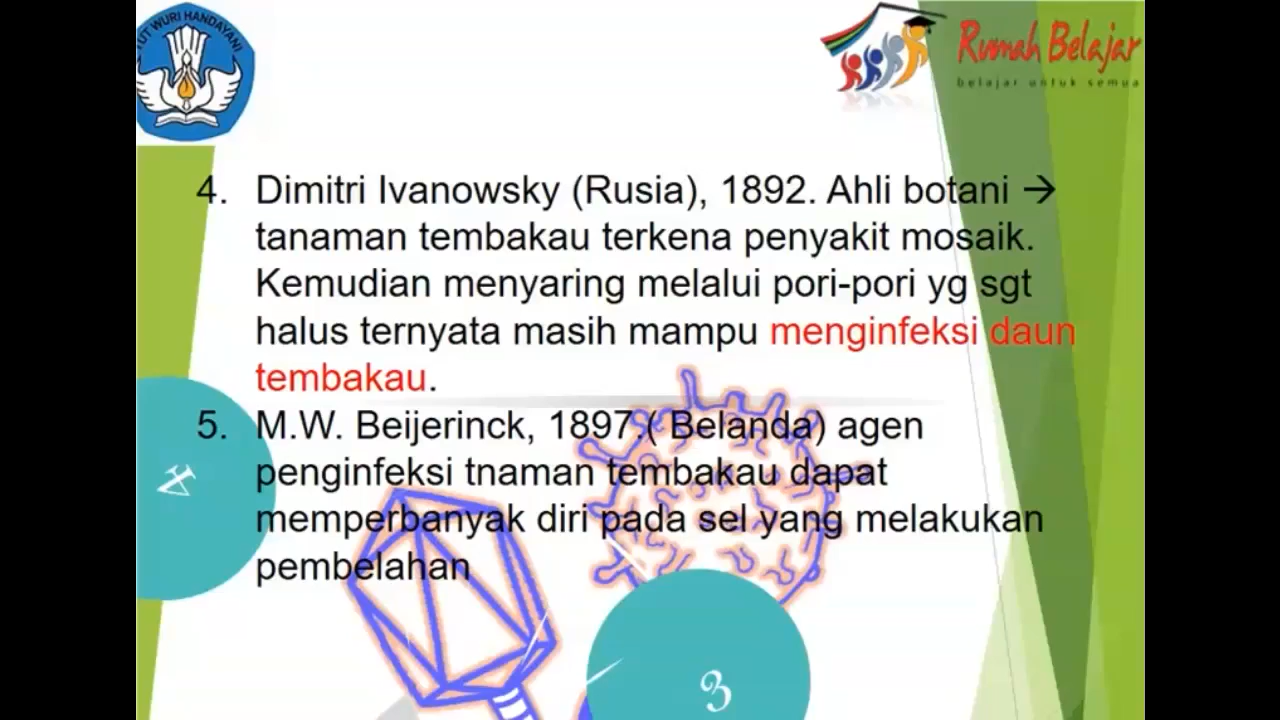 TUT WURI HANDAYANI
Rumah Belajar
belajar untuk semua
4. Dimitri Ivanowsky (Rusia), 1892. Ahli botani →
tanaman tembakau terkena penyakit mosaik.
Kemudian menyaring melalui pori-pori yg sgt
halus ternyata masih mampu menginfeksi daun
tembakau.
5. M.W. Beijerinck, 1897.( Belanda) agen
penginfeksi tnaman tembakau dapat
memperbanyak diri pada sel yang melakukan
pembelahan
3